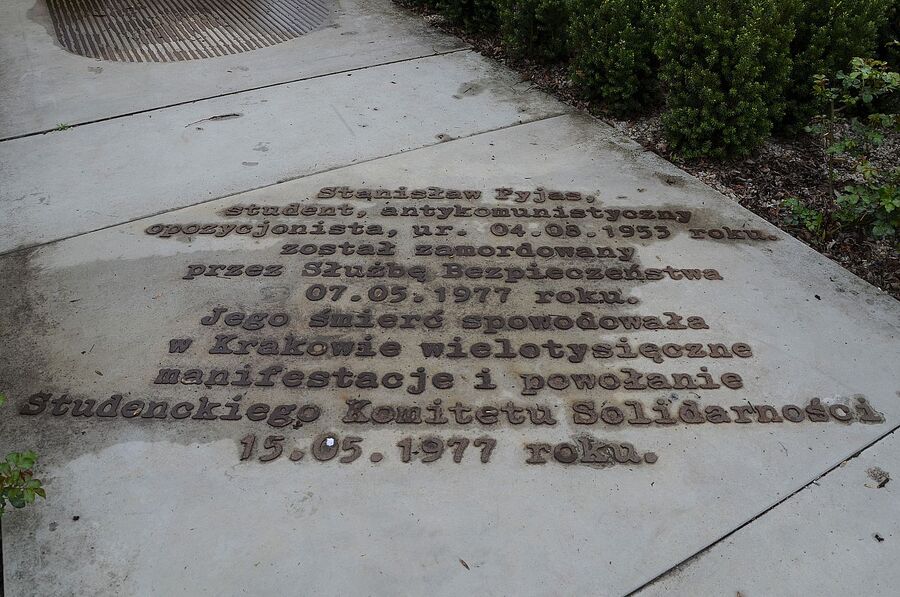 Stanisław Pyjas,
student, antykomunistyczny
opozycjonista, ur. 04.08.1953 roku.
został zamordowany
przez Służbę Bezpieczeństwa
07.05.1977 roku.
Jego śmierć spowodowała
w Krakowie wielotysięczne
manifestacje i powołanie
Studenckiego Komitetu Solidarności
15.05.1977 roku.